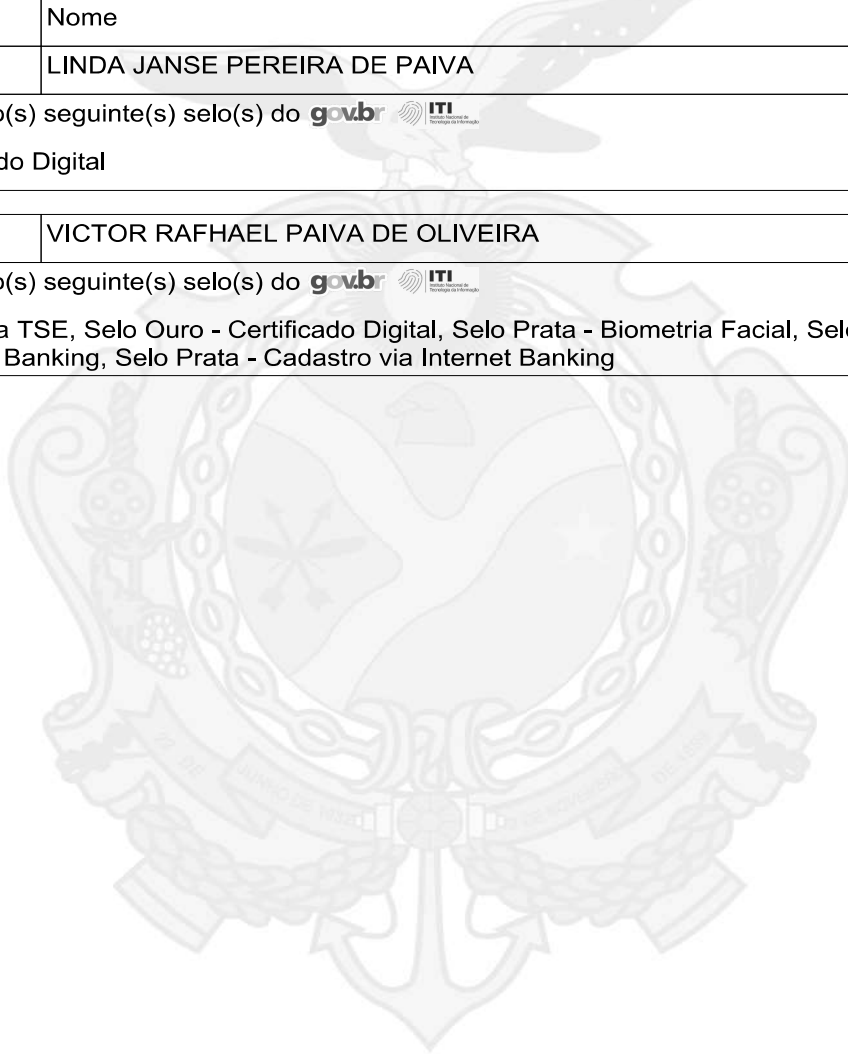 Nome
LINDA JANSE PEREIRA DE PAIVA
o(s) seguinte(s) selo(s) do gov.br ITI
do Digital
VICTOR RAFHAEL PAIVA DE OLIVEIRA
o(s) seguinte(s) selo(s) do gov.br ITI
a TSE, Selo Ouro - Certificado Digital, Selo Prata - Biometria Facial, Sel
Banking, Selo Prata - Cadastro via Internet Banking